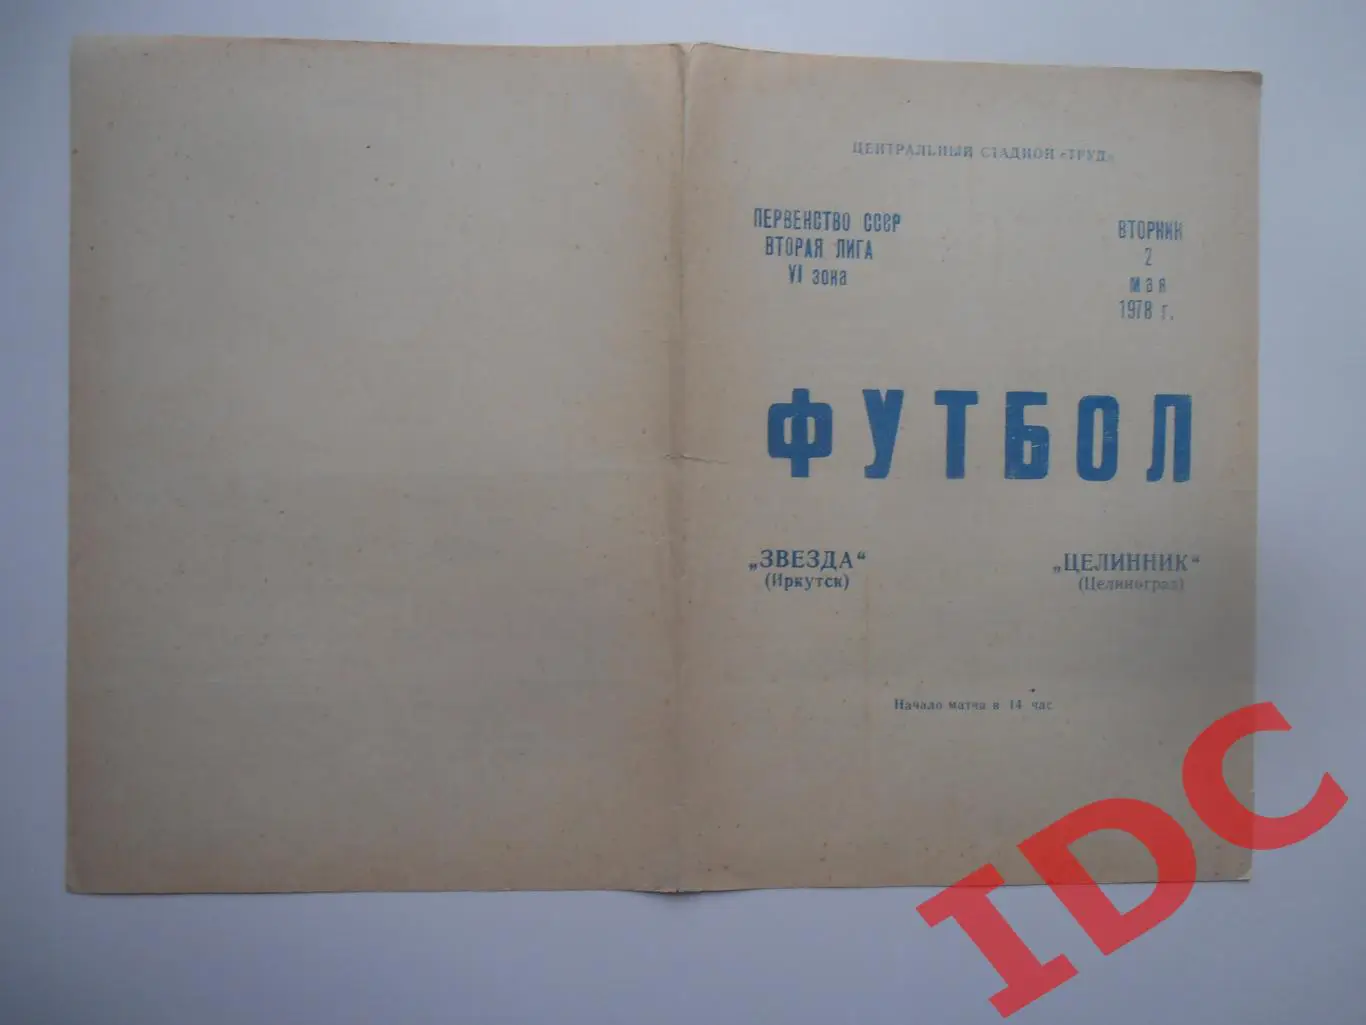 ЦЕНТРАЛЬНЫЙ СТАДИОН «ТРУД»
ПЕРВЕНСТВО СССР
ВТОРАЯ ЛИГА
VI зона
ВТОРНИК
2
мая
1978 г.
ФУТБОЛ
„ЗВЕЗДА“
(Иркутск)
„ЦЕЛИННИК“
(Целиноград)
Начало матча в 14 час
IDC